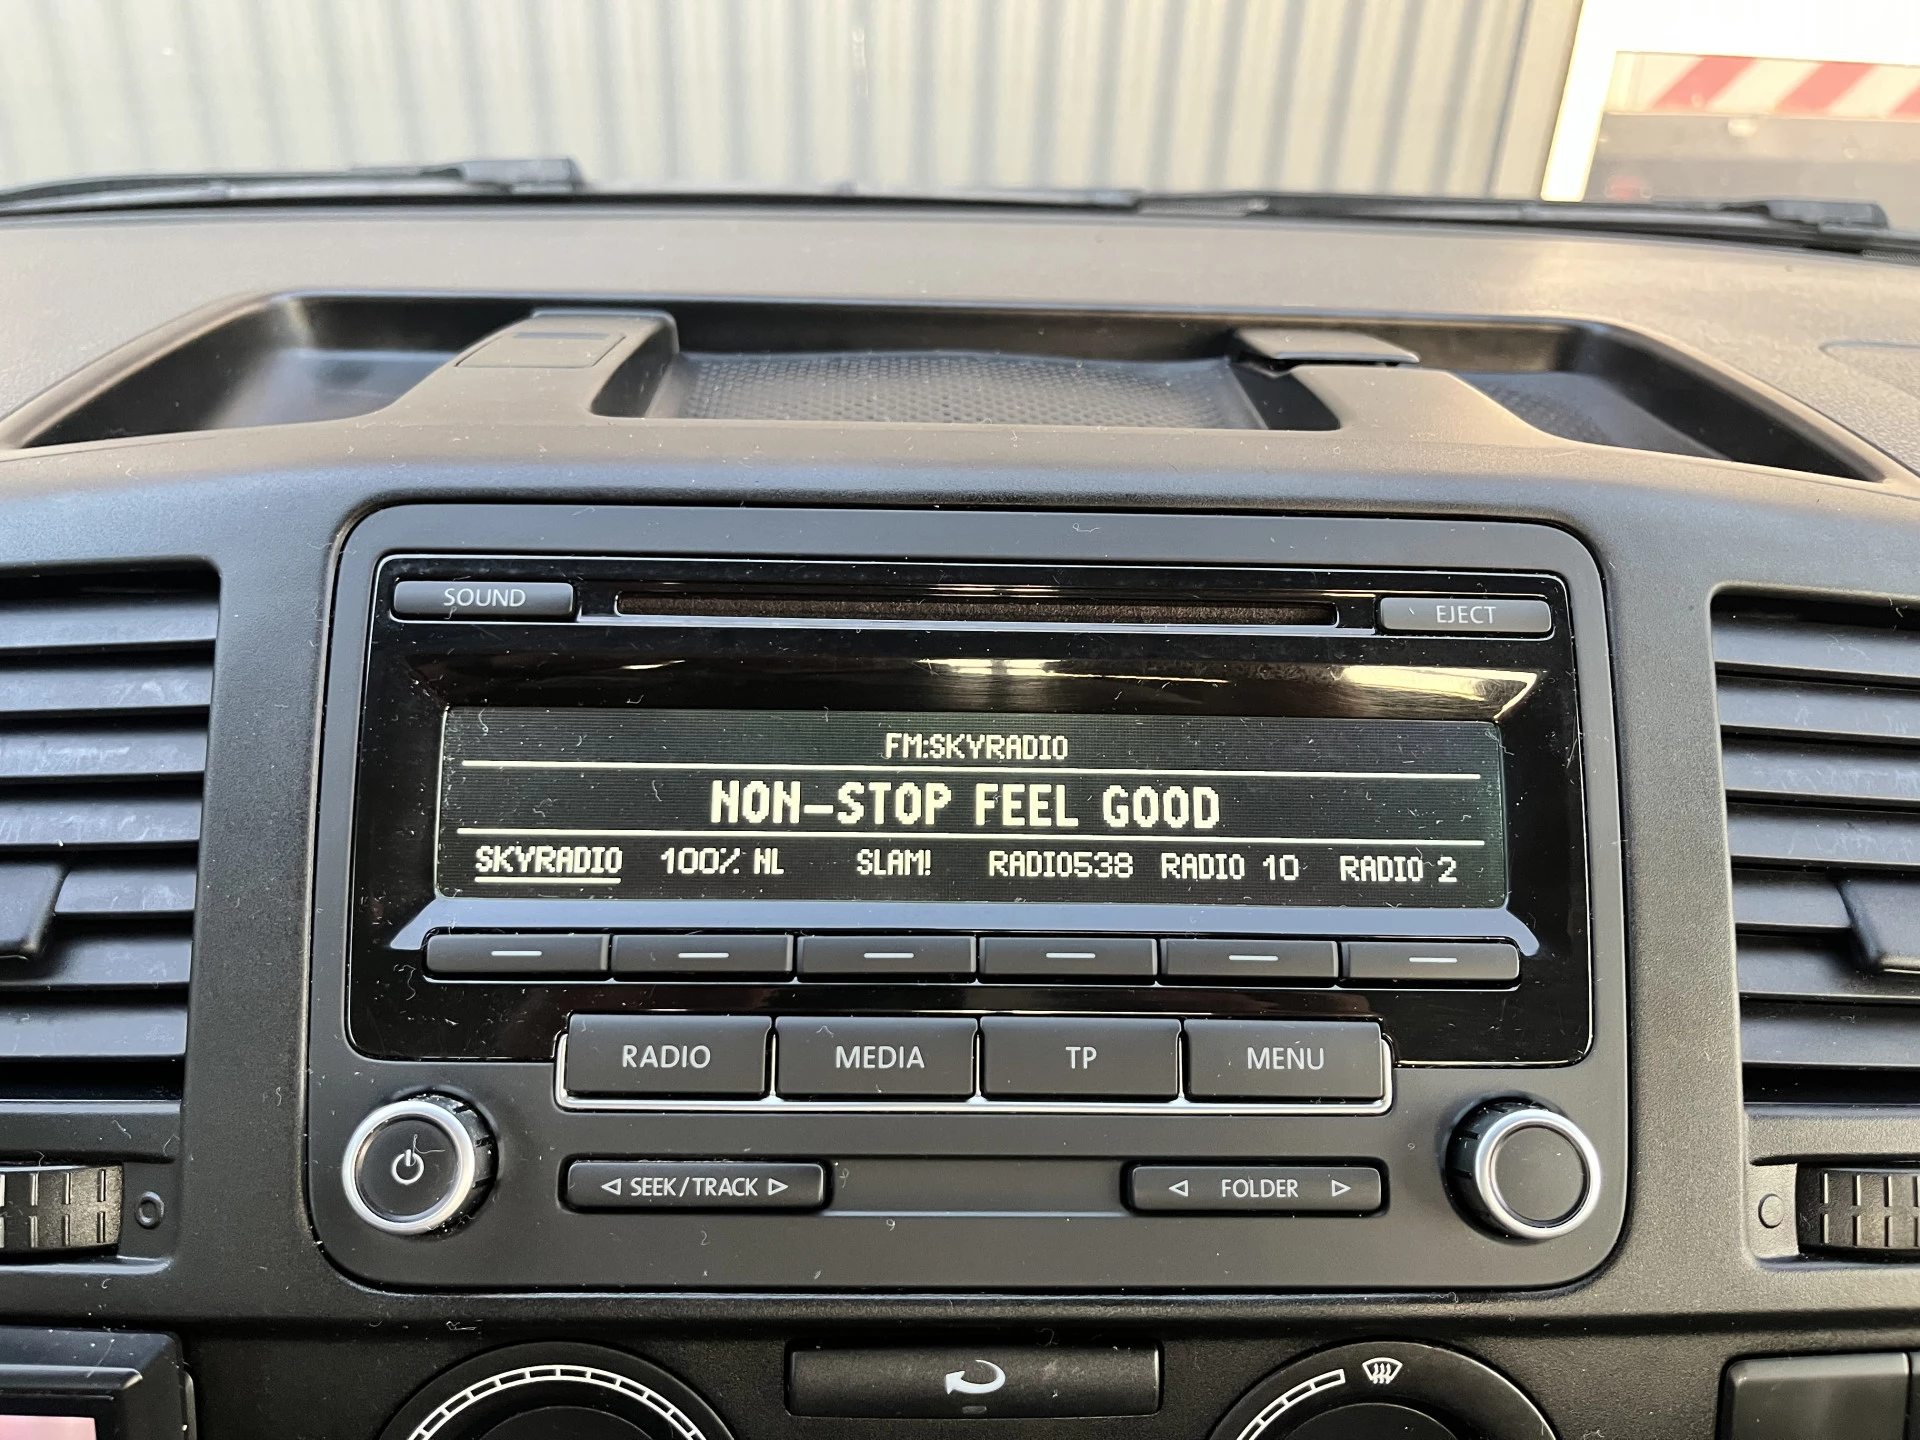 SOUND
EJECT
FM:SKYRADIO
NON-STOP FEEL GOOD
SKYRADIO 100% NL SLAM! RADIO538 RADIO 10 RADIO 2
RADIO MEDIA TP MENU
SEEK/TRACK FOLDER